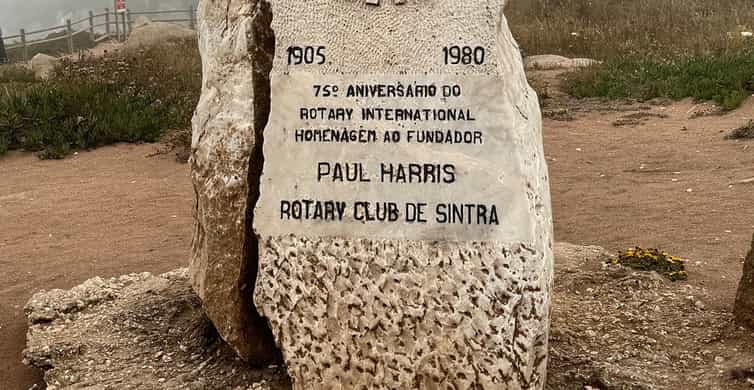 1905 1980
75º ANIVERSÁRIO DO
ROTARY INTERNATIONAL
HOMENAGEM AO FUNDADOR
PAUL HARRIS
ROTARY CLUB DE SINTRA